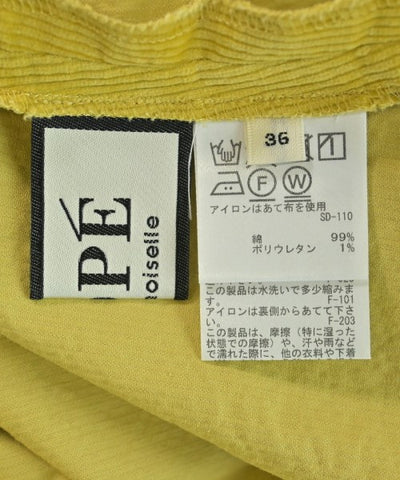 OPÉ
noiselle
36
F
W
アイロンはあて布を使用
SD-110
綿 99%
ポリウレタン 1%
この製品は水洗いで多少縮みま
す。 F-101
アイロンは裏側からあてて下さ
い。 F-203
この製品は、摩擦（特に湿った
状態での摩擦）や、汗や雨など
で濡れた際に、他の衣料や下着